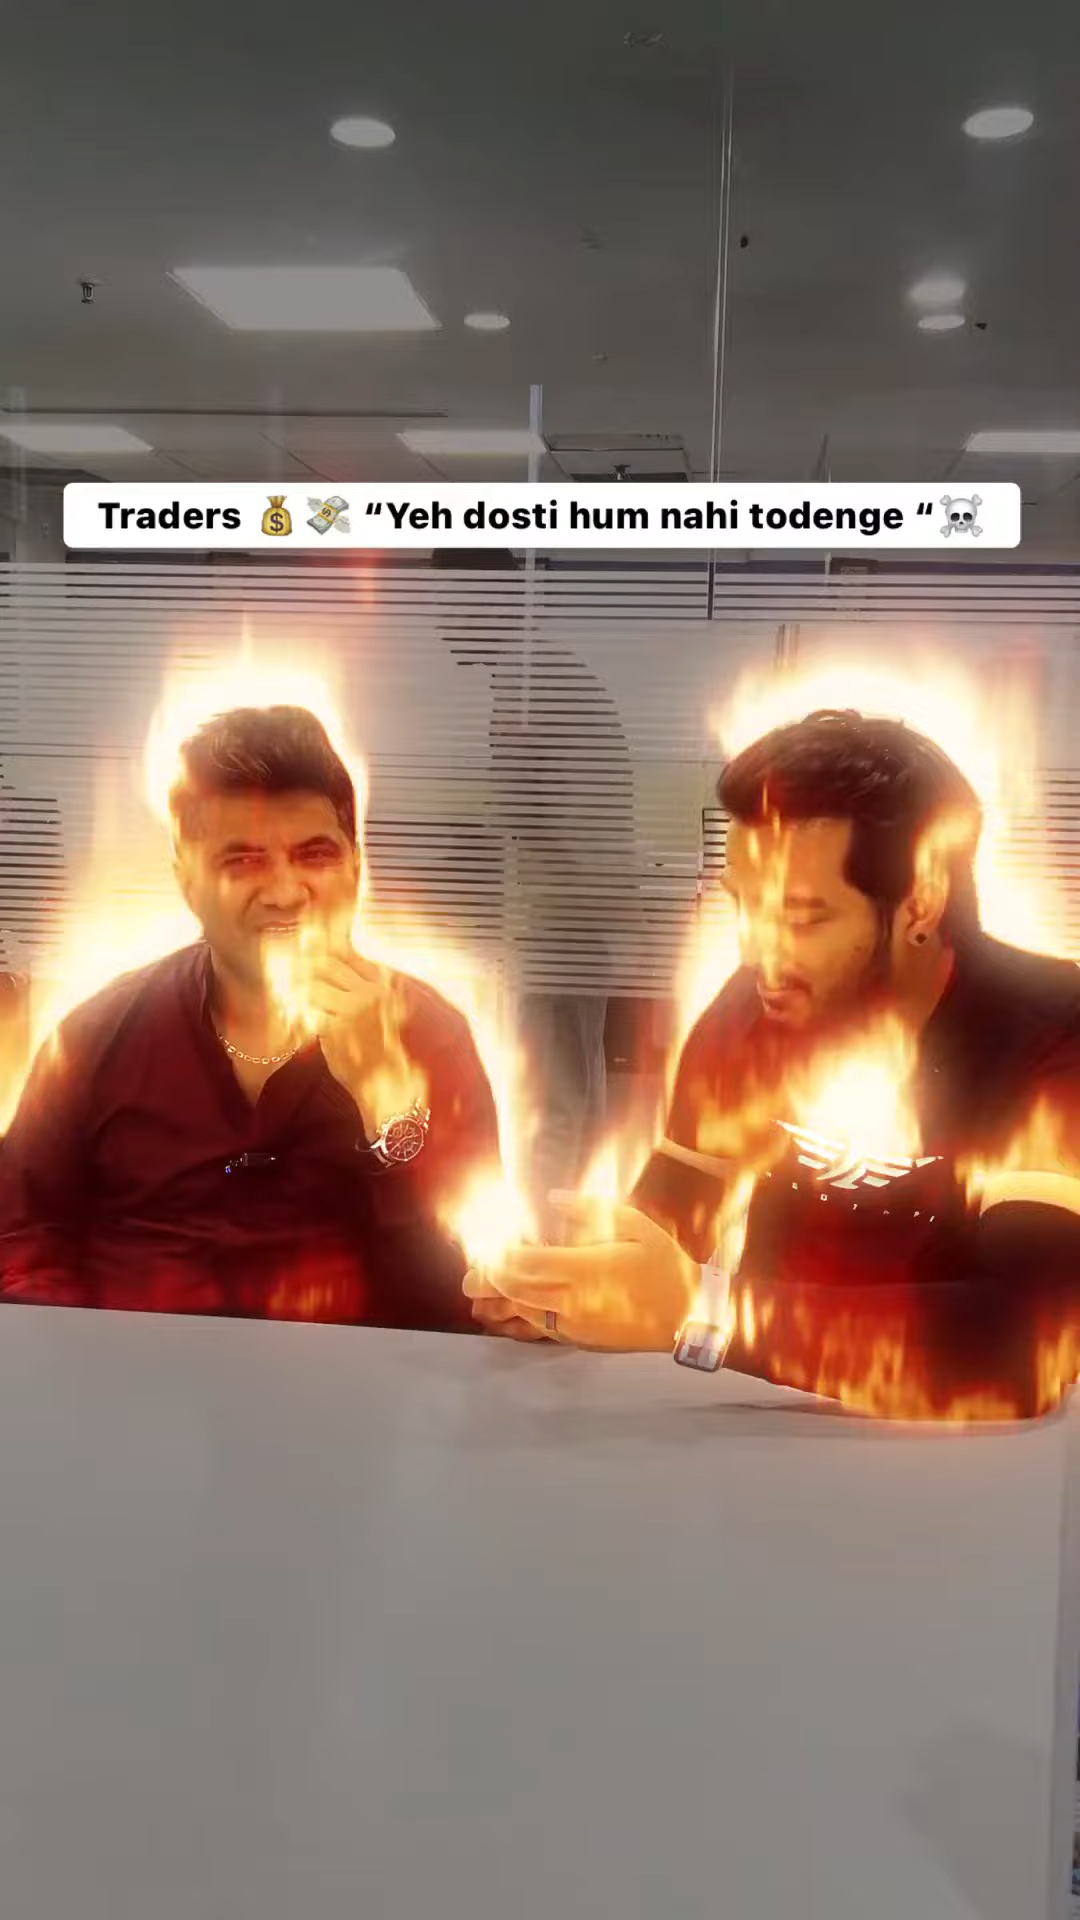 Traders 💰 💸 “Yeh dosti hum nahi todenge “☠️